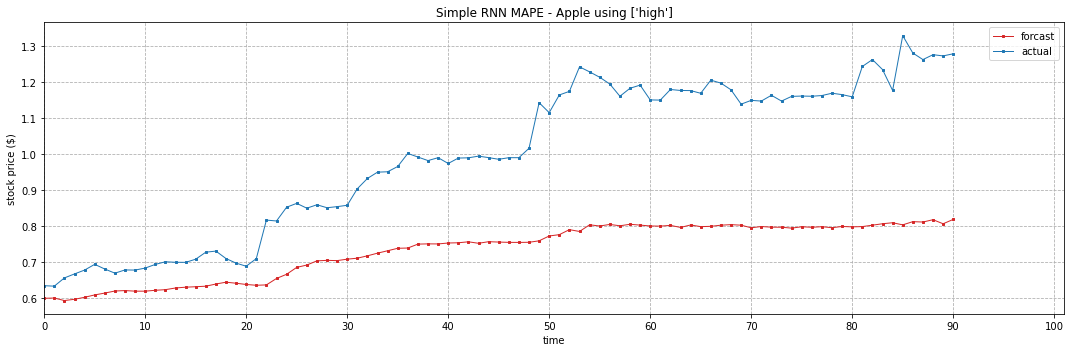 Simple RNN MAPE - Apple using ['high']
forcast
actual
stock price ($)
1.3
1.2
1.1
1.0
0.9
0.8
0.7
0.6
0 10 20 30 40 50 60 70 80 90 100
time